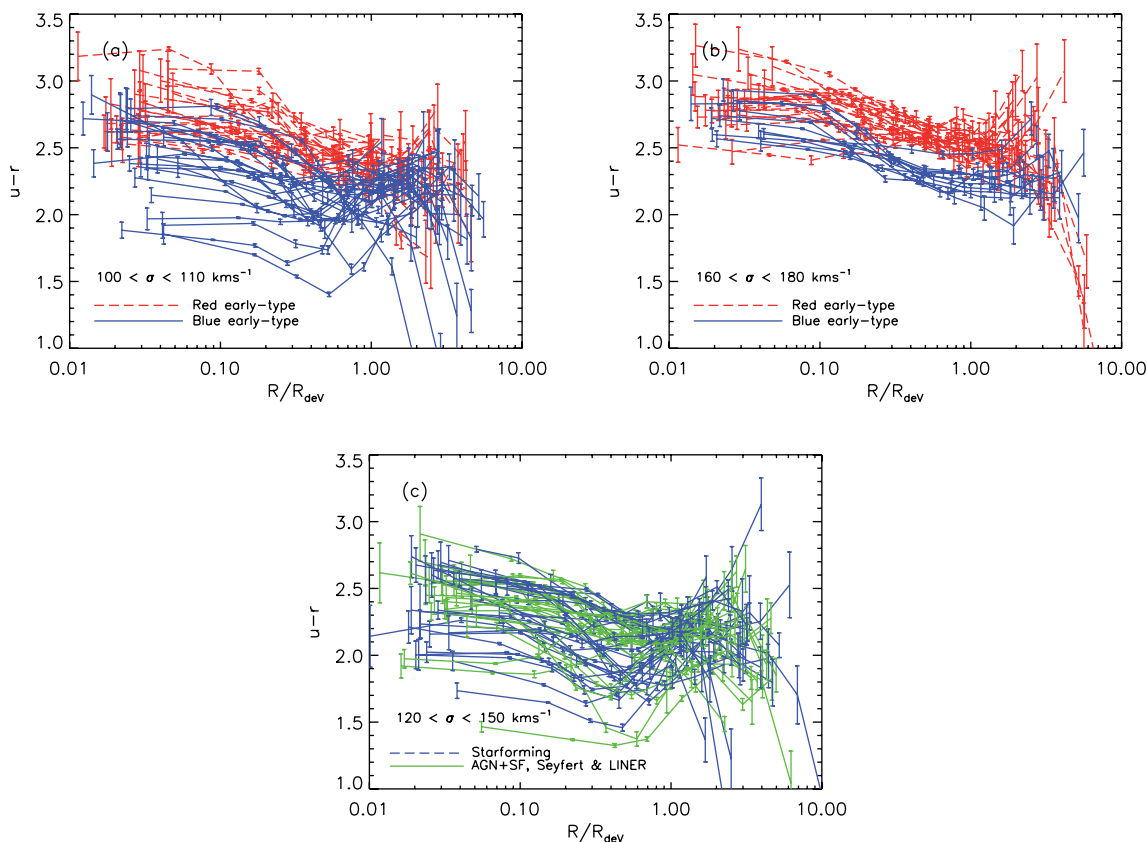 3.5
3.0
2.5
2.0
1.5
1.0
u−r
(a)
100 < σ < 110 kms⁻¹
Red early-type
Blue early-type
0.01 0.10 1.00 10.00
R/R_deV
3.5
3.0
2.5
2.0
1.5
1.0
u−r
(b)
160 < σ < 180 kms⁻¹
Red early-type
Blue early-type
0.01 0.10 1.00 10.00
R/R_deV
3.5
3.0
2.5
2.0
1.5
1.0
u−r
(c)
120 < σ < 150 kms⁻¹
Starforming
AGN+SF, Seyfert & LINER
0.01 0.10 1.00 10.00
R/R_deV